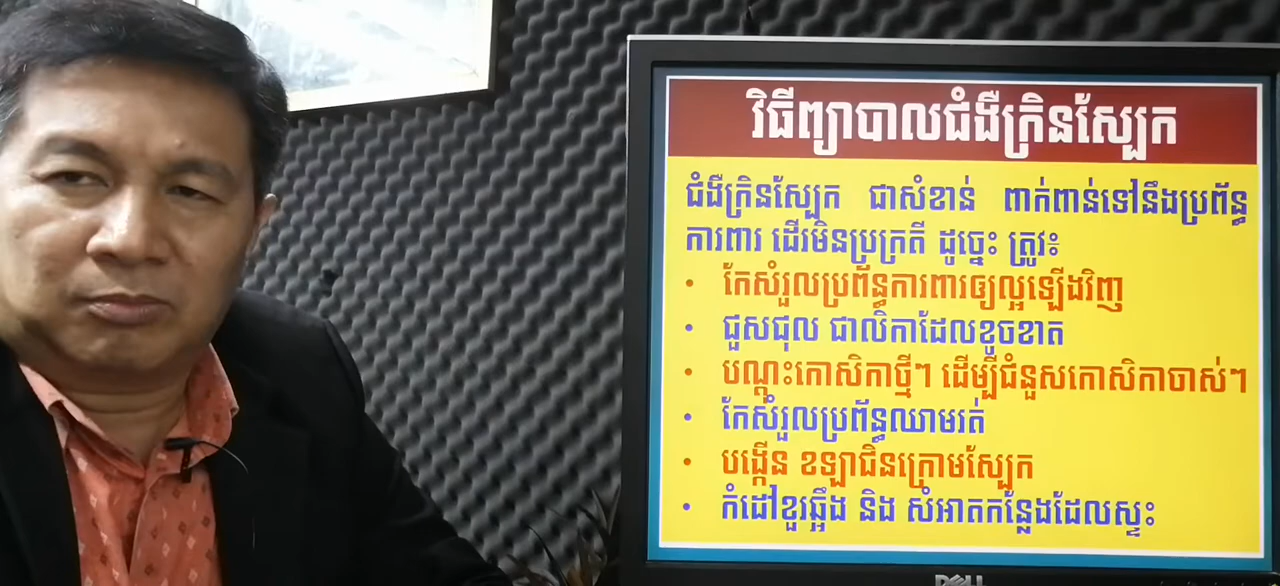 វិធីព្យាបាលជំងឺក្រិនស្បែក
ជំងឺក្រិនស្បែក ជាសំខាន់ ពាក់ពាន់ទៅនឹងប្រព័ន្ធ
ការពារ ដើរមិនប្រក្រតី ដូច្នេះ ត្រូវ៖
• កែសំរួលប្រព័ន្ធការពារឲ្យល្អឡើងវិញ
• ជួសជុល ជាលិកាដែលខូចខាត
• បណ្ដុះកោសិកាថ្មីៗ ដើម្បីជំនួសកោសិកាចាស់ៗ
• កែសំរួលប្រព័ន្ធឈាមរត់
• បង្កើន ខឡាជិនក្រោមស្បែក
• កំដៅខួរឆ្អឹង និង សំអាតកន្លែងដែលស្ទះ
DELL